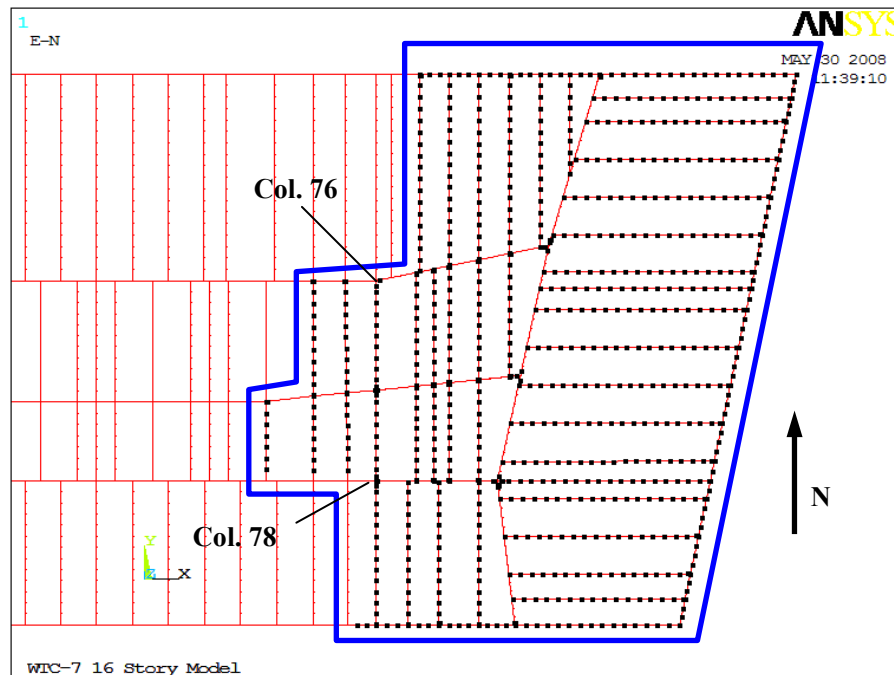 1
E-N
ANSYS
MAY 30 2008
11:39:10
Col. 76
Col. 78
N
Y
Z
X
WTC-7 16 Story Model